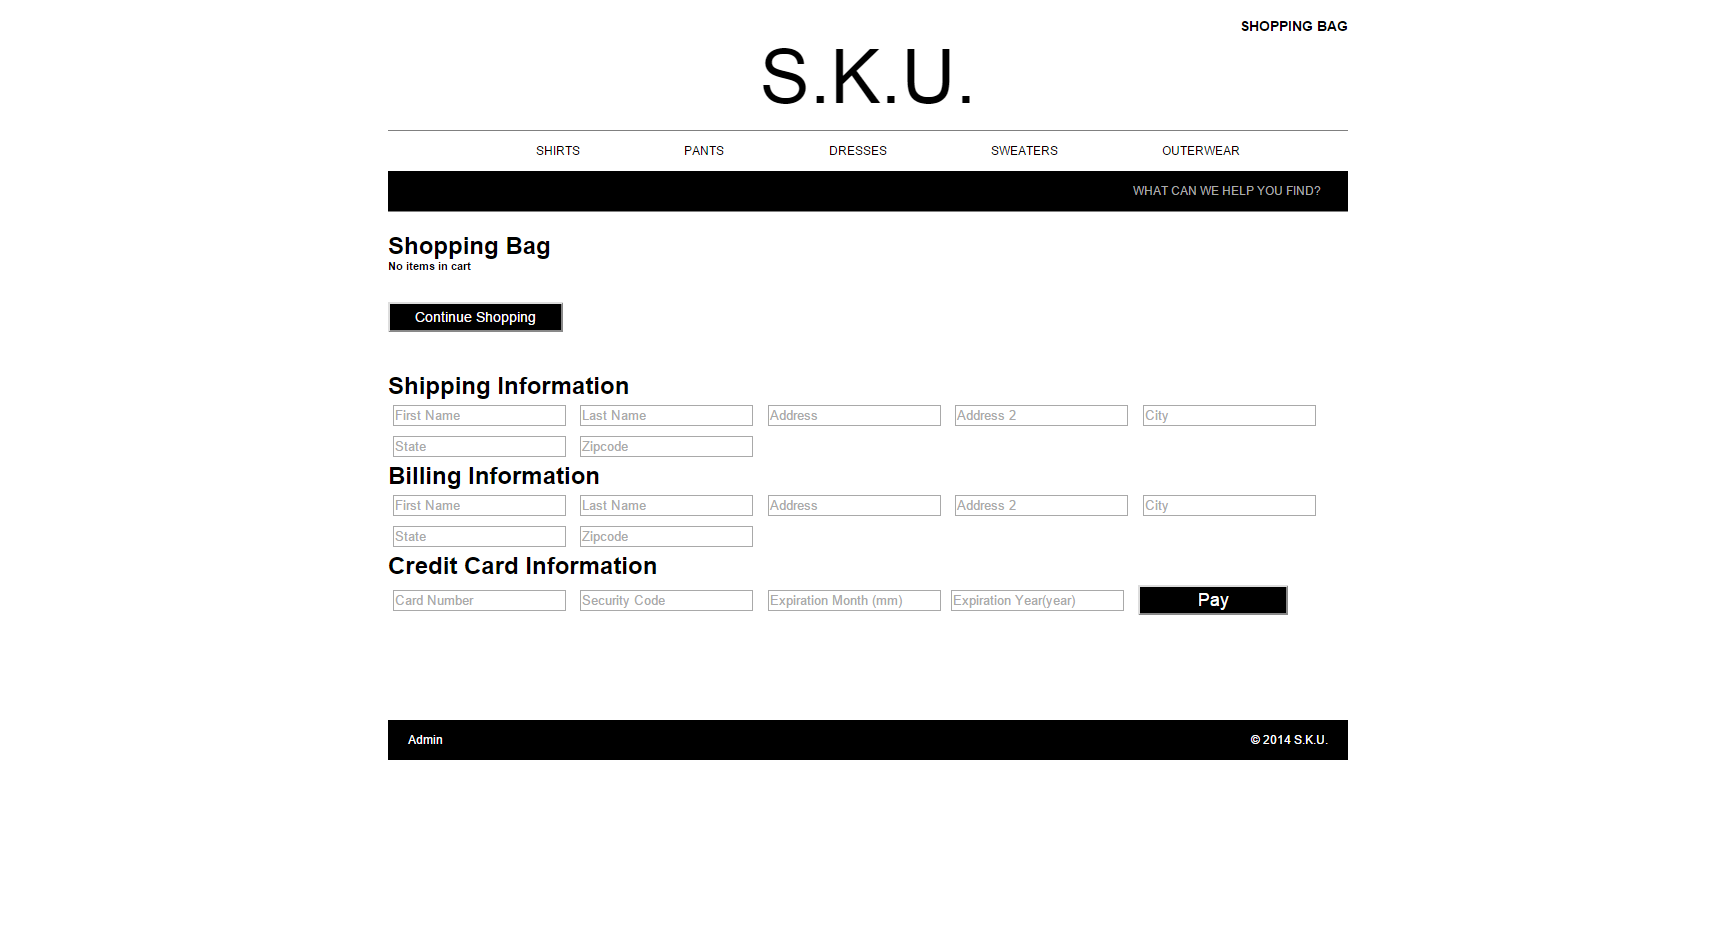 SHOPPING BAG
S.K.U.
SHIRTS PANTS DRESSES SWEATERS OUTERWEAR
WHAT CAN WE HELP YOU FIND?
Shopping Bag
No items in cart
Continue Shopping
Shipping Information
First Name Last Name Address Address 2 City
State Zipcode
Billing Information
First Name Last Name Address Address 2 City
State Zipcode
Credit Card Information
Card Number Security Code Expiration Month (mm) Expiration Year(year) Pay
Admin © 2014 S.K.U.